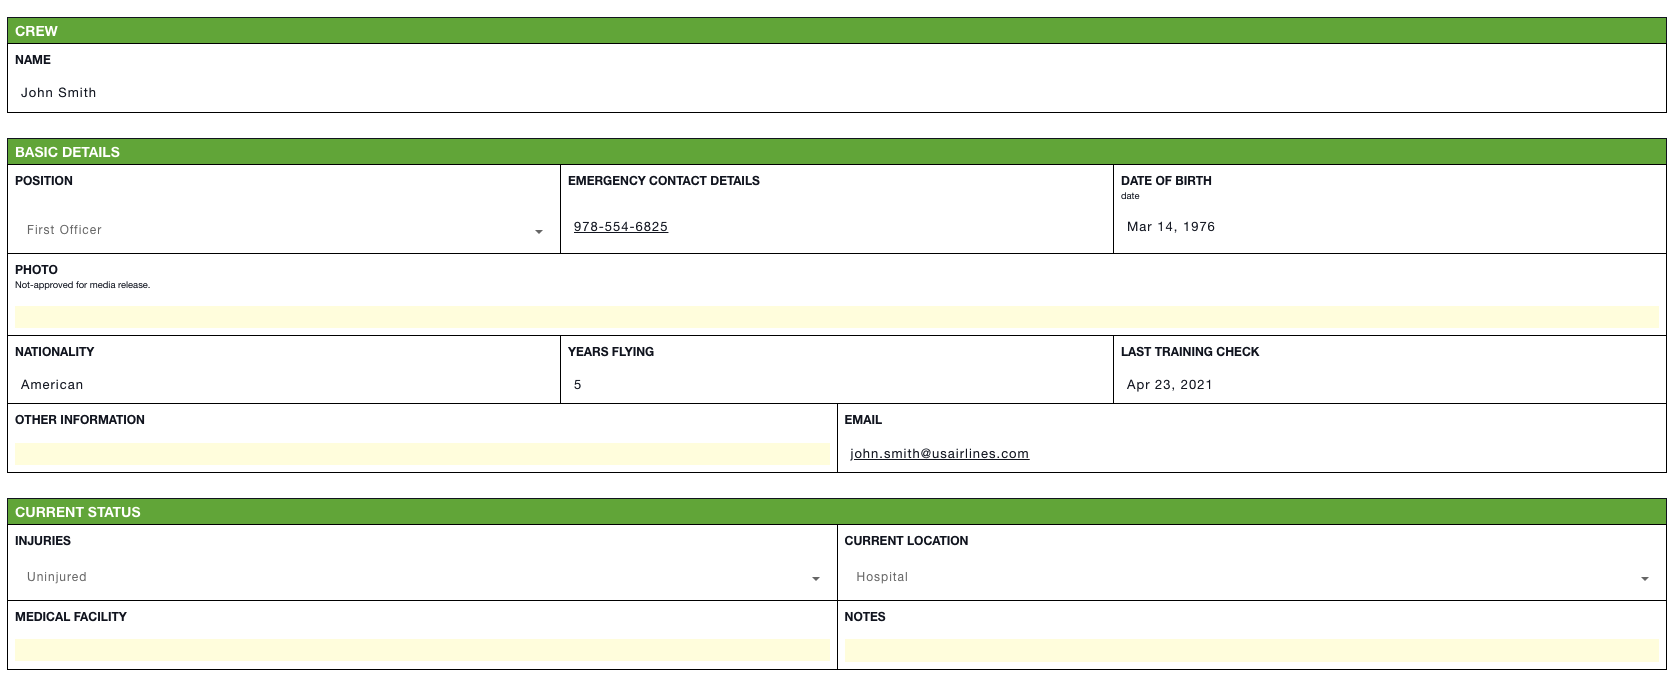 CREW
NAME
John Smith
BASIC DETAILS
POSITION
EMERGENCY CONTACT DETAILS
DATE OF BIRTH
date
First Officer
978-554-6825
Mar 14, 1976
PHOTO
Not-approved for media release.
NATIONALITY
YEARS FLYING
LAST TRAINING CHECK
American
5
Apr 23, 2021
OTHER INFORMATION
EMAIL
john.smith@usairlines.com
CURRENT STATUS
INJURIES
CURRENT LOCATION
Uninjured
Hospital
MEDICAL FACILITY
NOTES